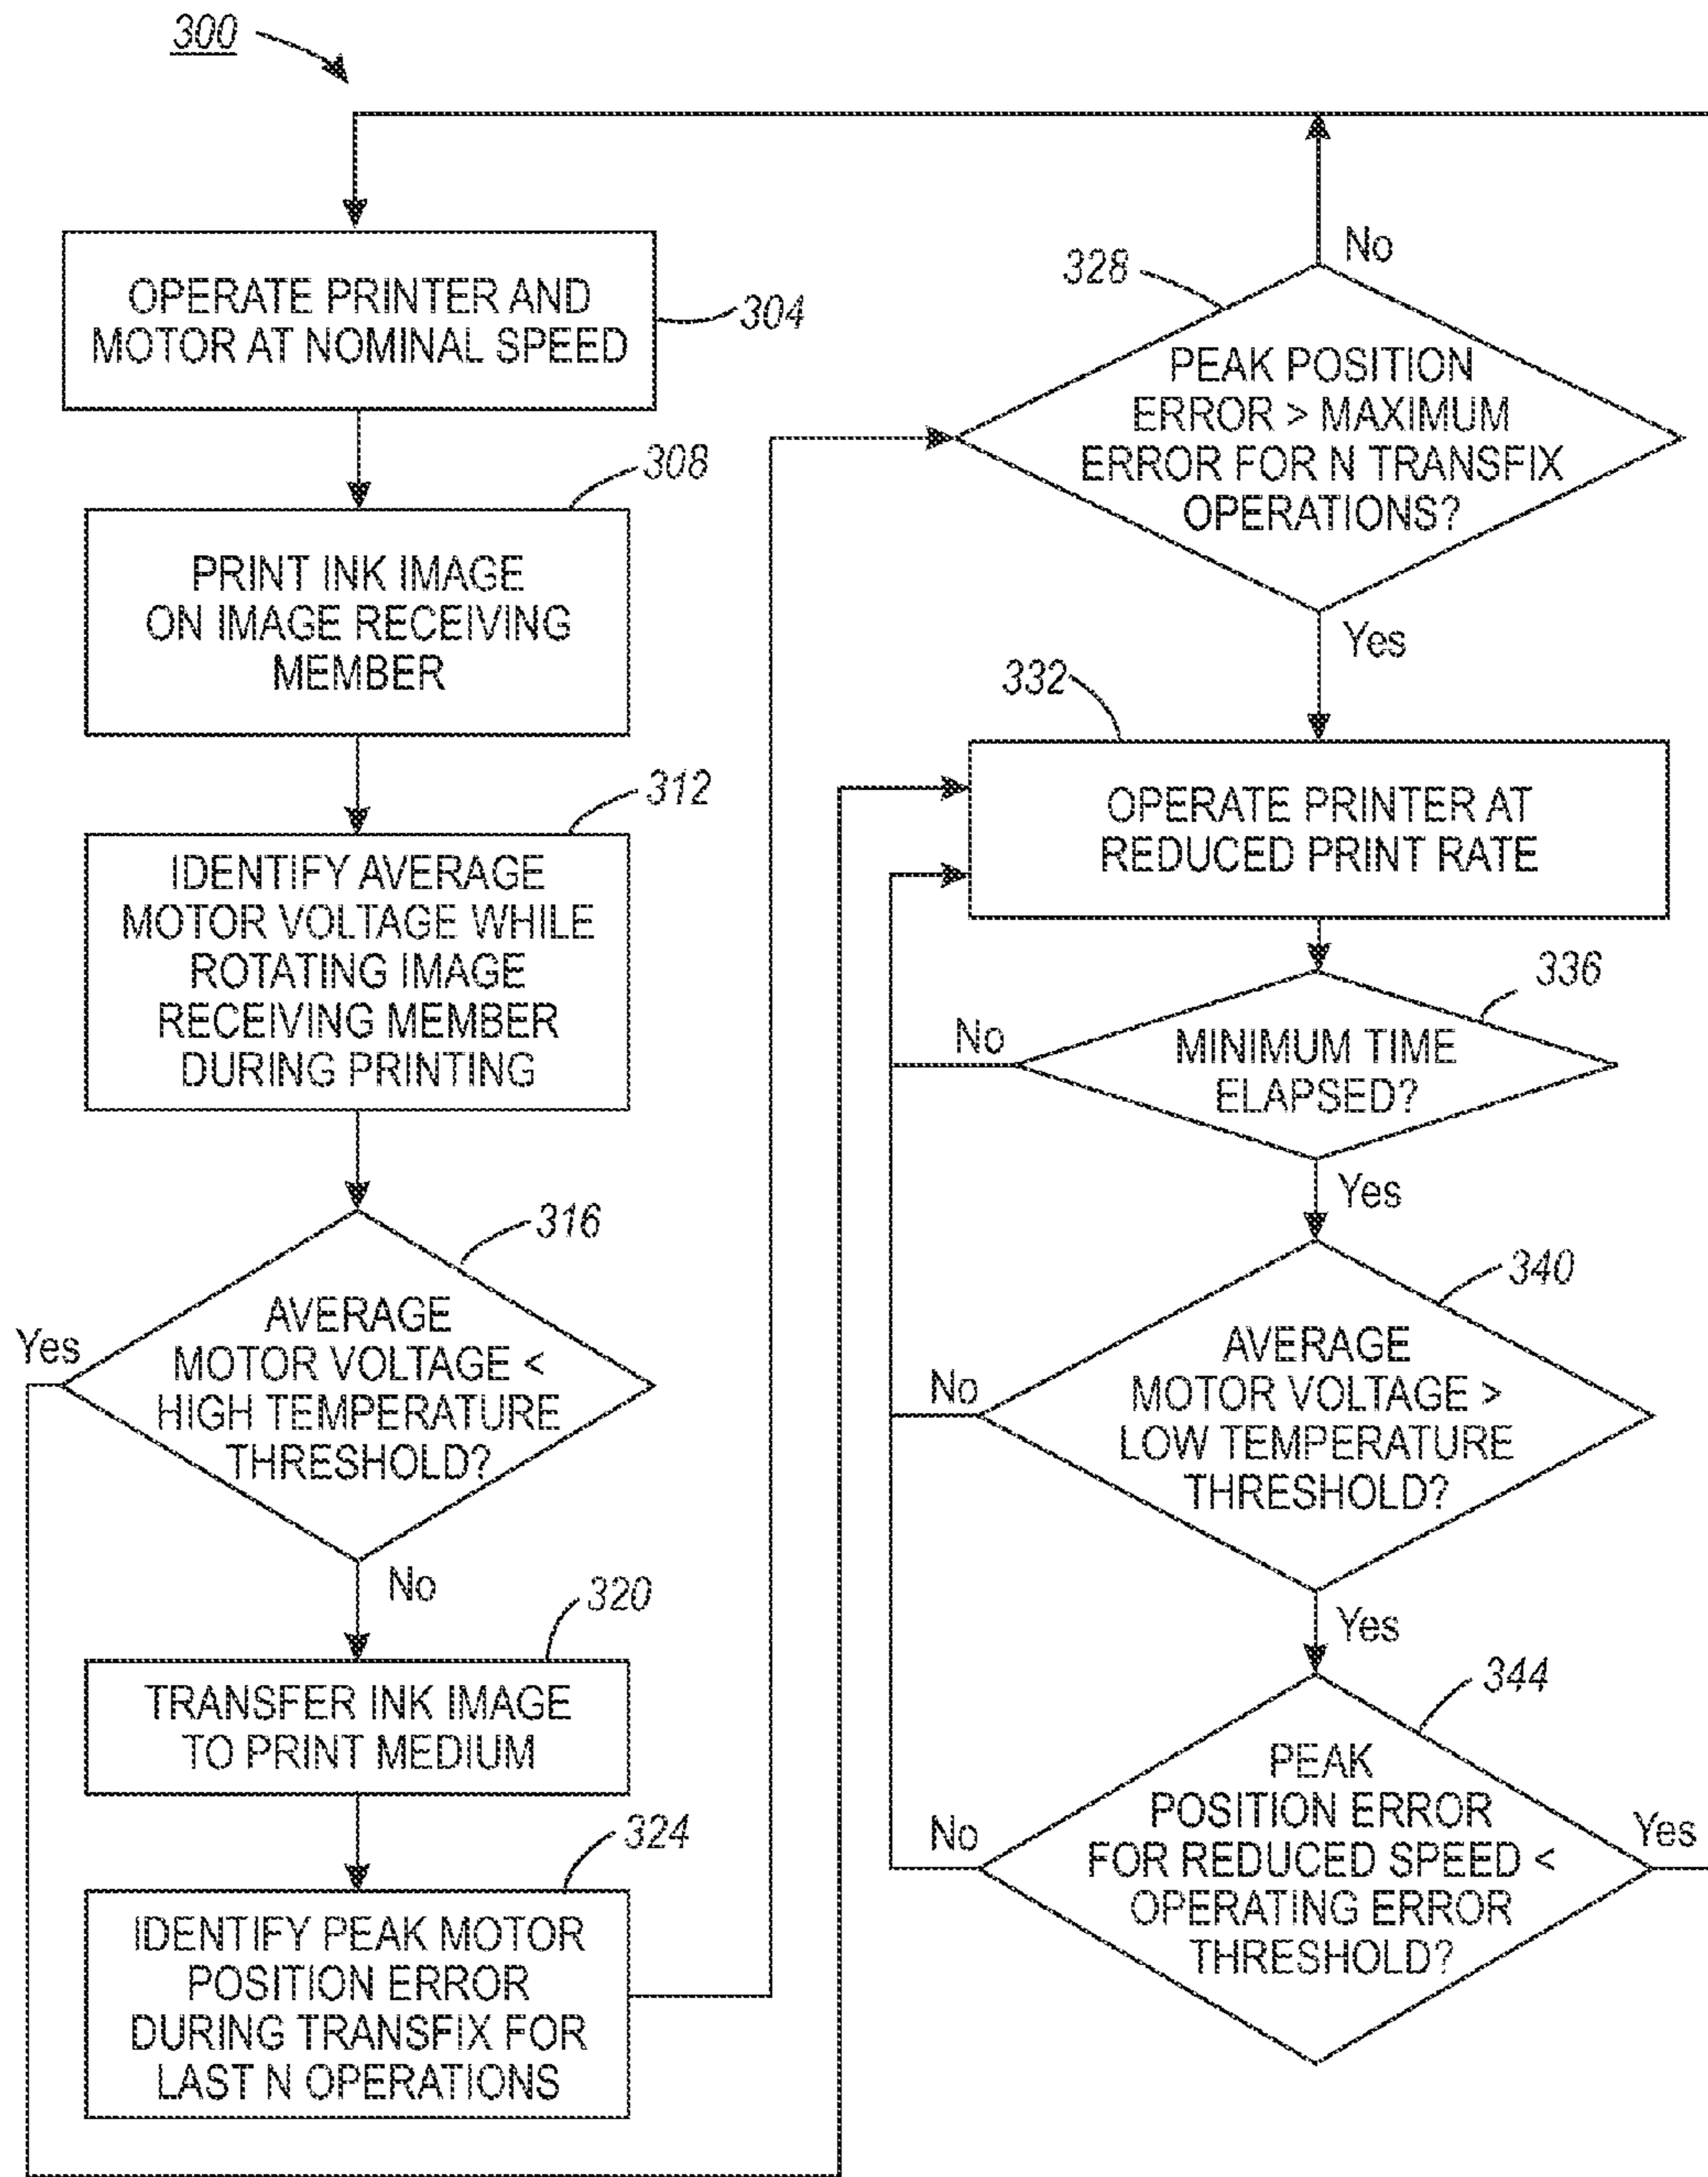 300
OPERATE PRINTER AND
MOTOR AT NOMINAL SPEED
304
308
PRINT INK IMAGE
ON IMAGE RECEIVING
MEMBER
312
IDENTIFY AVERAGE
MOTOR VOLTAGE WHILE
ROTATING IMAGE
RECEIVING MEMBER
DURING PRINTING
316
Yes
AVERAGE
MOTOR VOLTAGE <
HIGH TEMPERATURE
THRESHOLD?
No
320
TRANSFER INK IMAGE
TO PRINT MEDIUM
324
IDENTIFY PEAK MOTOR
POSITION ERROR
DURING TRANSFIX FOR
LAST N OPERATIONS
No
328
PEAK POSITION
ERROR > MAXIMUM
ERROR FOR N TRANSFIX
OPERATIONS?
Yes
332
OPERATE PRINTER AT
REDUCED PRINT RATE
336
No
MINIMUM TIME
ELAPSED?
Yes
340
No
AVERAGE
MOTOR VOLTAGE >
LOW TEMPERATURE
THRESHOLD?
Yes
344
No
PEAK
POSITION ERROR
FOR REDUCED SPEED <
OPERATING ERROR
THRESHOLD?
Yes